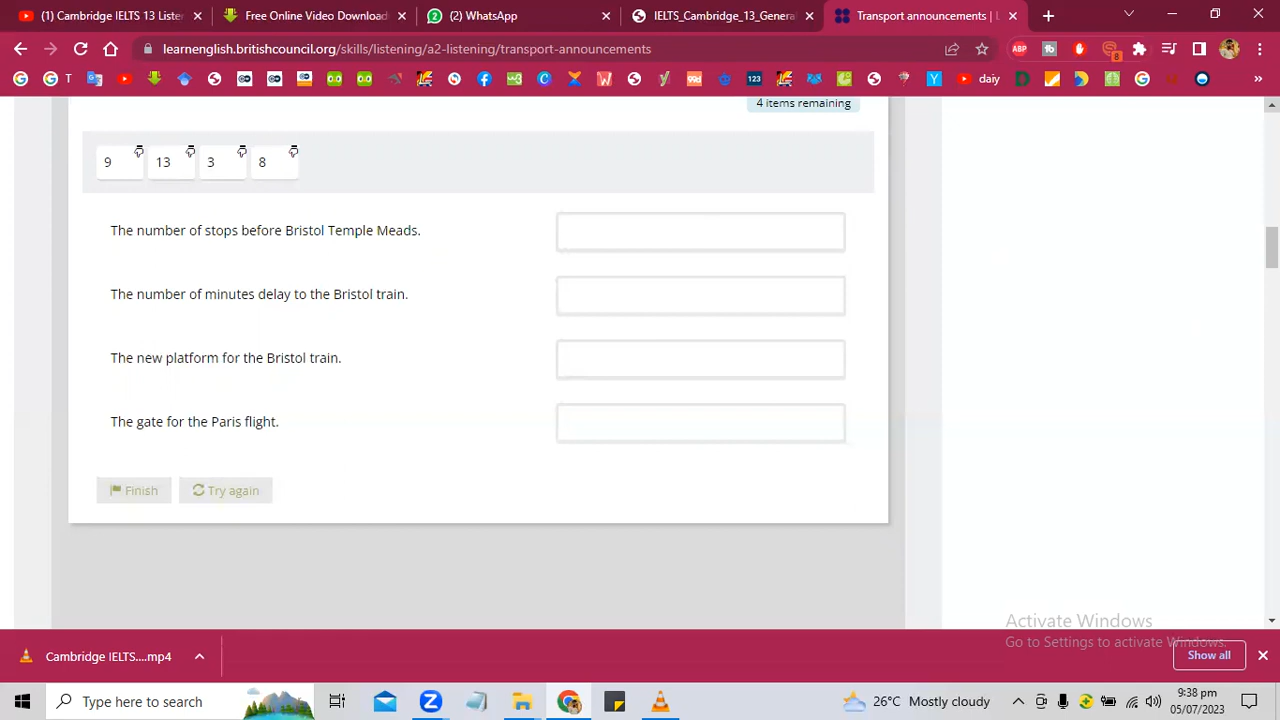 (1) Cambridge IELTS 13 Lister
Free Online Video Download
(2) WhatsApp
IELTS_Cambridge_13_Genera
Transport announcements | L
learnenglish.britishcouncil.org/skills/listening/a2-listening/transport-announcements
daiy
4 items remaining
9
13
3
8
The number of stops before Bristol Temple Meads.
The number of minutes delay to the Bristol train.
The new platform for the Bristol train.
The gate for the Paris flight.
Finish
Try again
Activate Windows
Go to Settings to activate Windows.
Cambridge IELTS....mp4
Show all
Type here to search
26°C Mostly cloudy
9:38 pm
05/07/2023